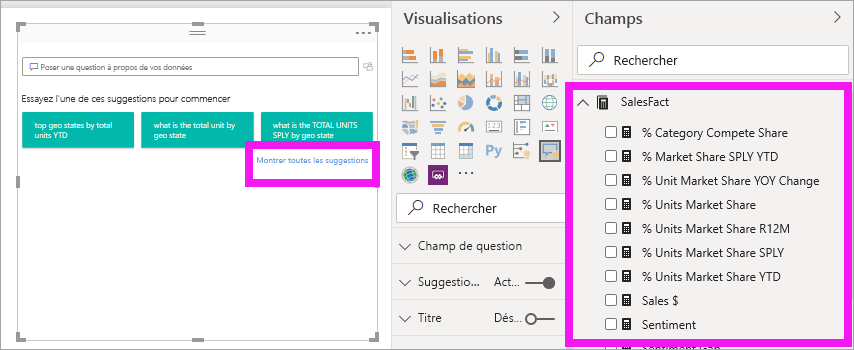 Poser une question à propos de vos données
Essayez l'une de ces suggestions pour commencer
top geo states by total
units YTD
what is the total unit by
geo state
what is the TOTAL UNITS
SPLY by geo state
Montrer toutes les suggestions
Visualisations
Rechercher
Champ de question
Suggestio... Act...
Titre Dés...
Champs
Rechercher
SalesFact
% Category Compete Share
% Market Share SPLY YTD
% Unit Market Share YOY Change
% Units Market Share
% Units Market Share R12M
% Units Market Share SPLY
% Units Market Share YTD
Sales $
Sentiment
Sentiment Gap